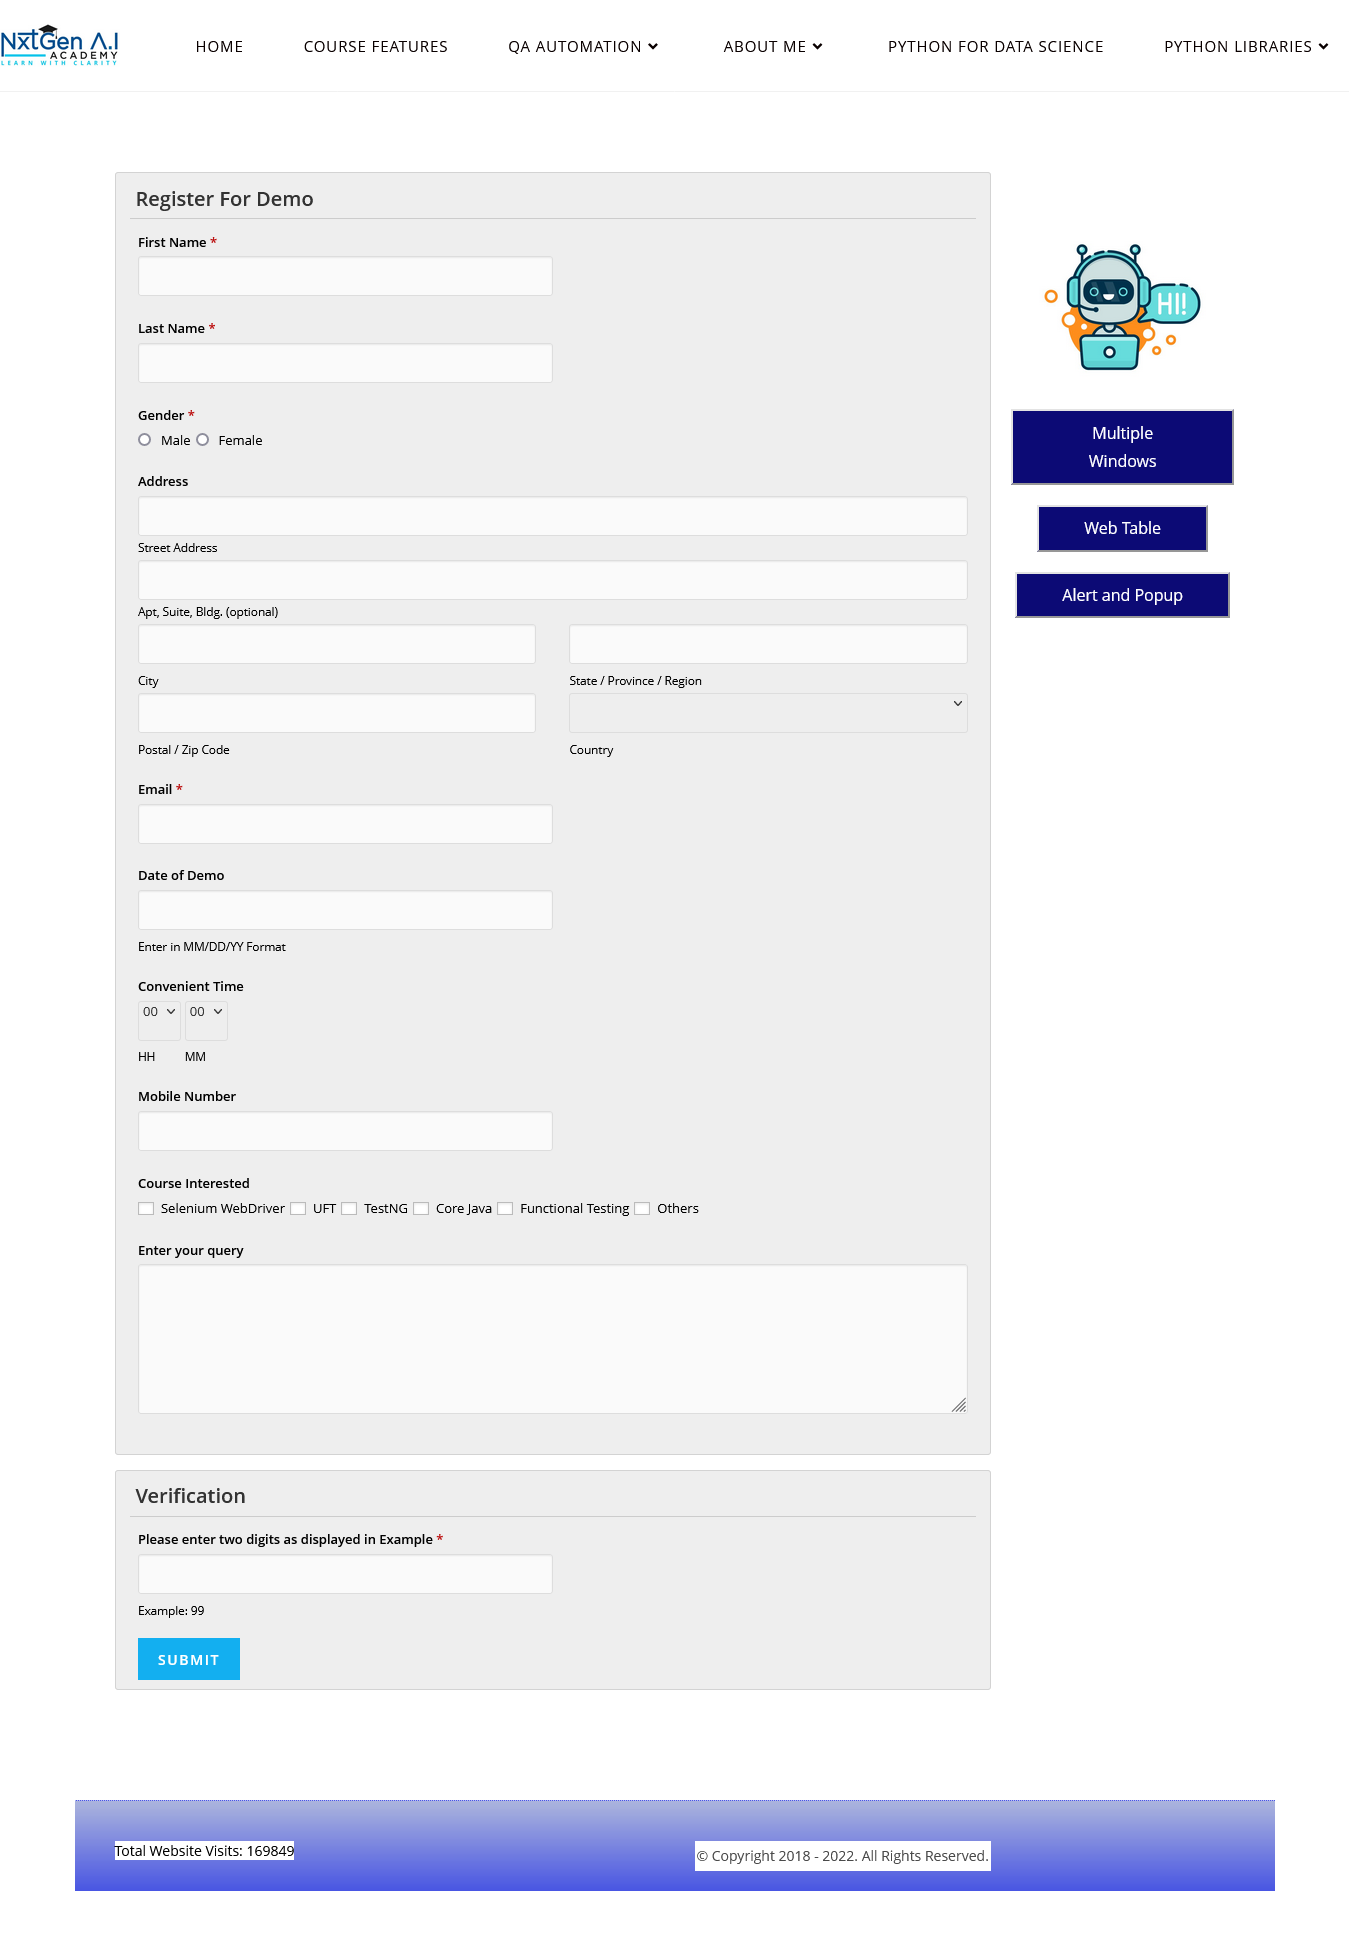 NxtGen A.I
ACADEMY
LEARN WITH CLARITY
HOME
COURSE FEATURES
QA AUTOMATION
ABOUT ME
PYTHON FOR DATA SCIENCE
PYTHON LIBRARIES
Register For Demo
First Name *
Last Name *
Gender *
Male Female
Address
Street Address
Apt, Suite, Bldg. (optional)
City
State / Province / Region
Postal / Zip Code
Country
Email *
Date of Demo
Enter in MM/DD/YY Format
Convenient Time
00 00
HH MM
Mobile Number
Course Interested
Selenium WebDriver UFT TestNG Core Java Functional Testing Others
Enter your query
HI!
Multiple
Windows
Web Table
Alert and Popup
Verification
Please enter two digits as displayed in Example *
Example: 99
SUBMIT
Total Website Visits: 169849
© Copyright 2018 - 2022. All Rights Reserved.